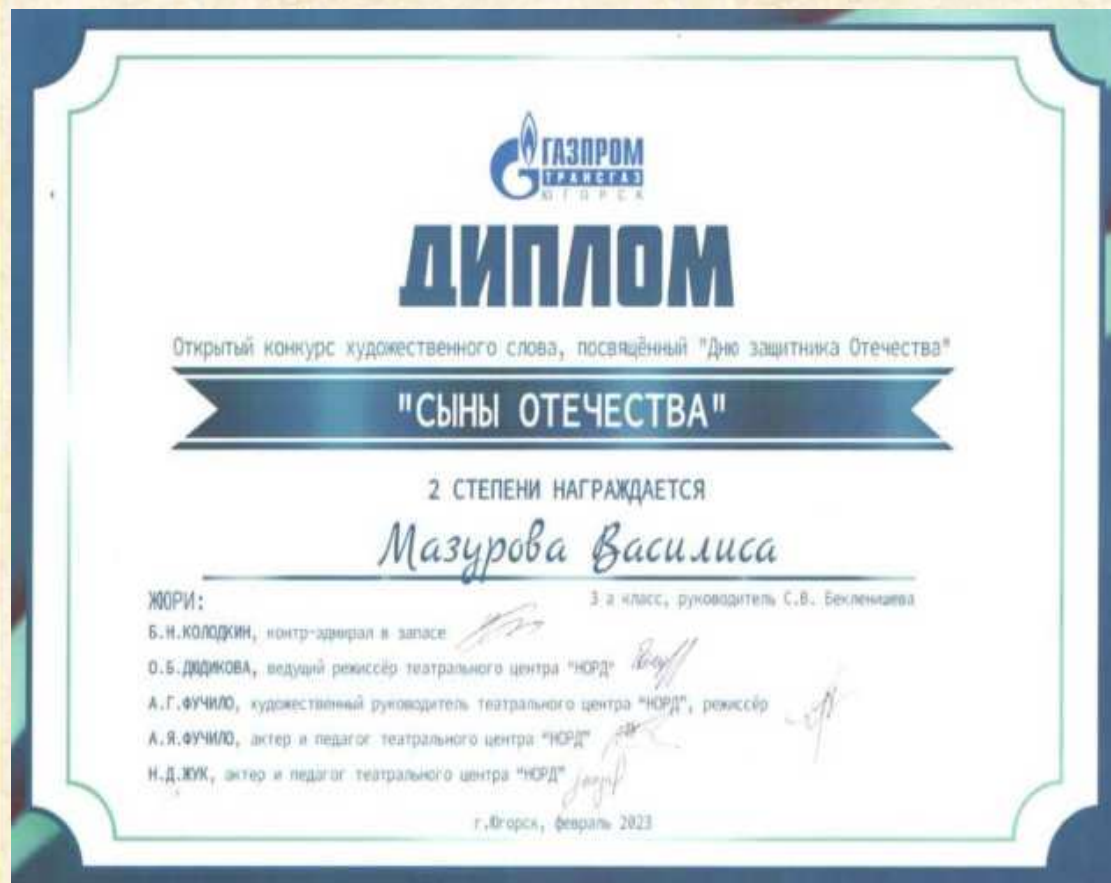 ГАЗПРОМ
ТРАНСГАЗ
ЮГОРСК
ДИПЛОМ
Открытый конкурс художественного слова, посвящённый "Дню защитника Отечества"
"СЫНЫ ОТЕЧЕСТВА"
2 СТЕПЕНИ НАГРАЖДАЕТСЯ
Мазурова Василиса
3 а класс, руководитель С.В. Бекленищева
ЖЮРИ:
Б.Н.КОЛОДКИН, контр-адмирал в запасе
О.Б.ДЮДИКОВА, ведущий режиссёр театрального центра "НОРД"
А.Г.ФУЧИЛО, художественный руководитель театрального центра "НОРД", режиссёр
А.Я.ФУЧИЛО, актер и педагог театрального центра "НОРД"
Н.Д.ЖУК, актер и педагог театрального центра "НОРД"
г.Югорск, февраль 2023